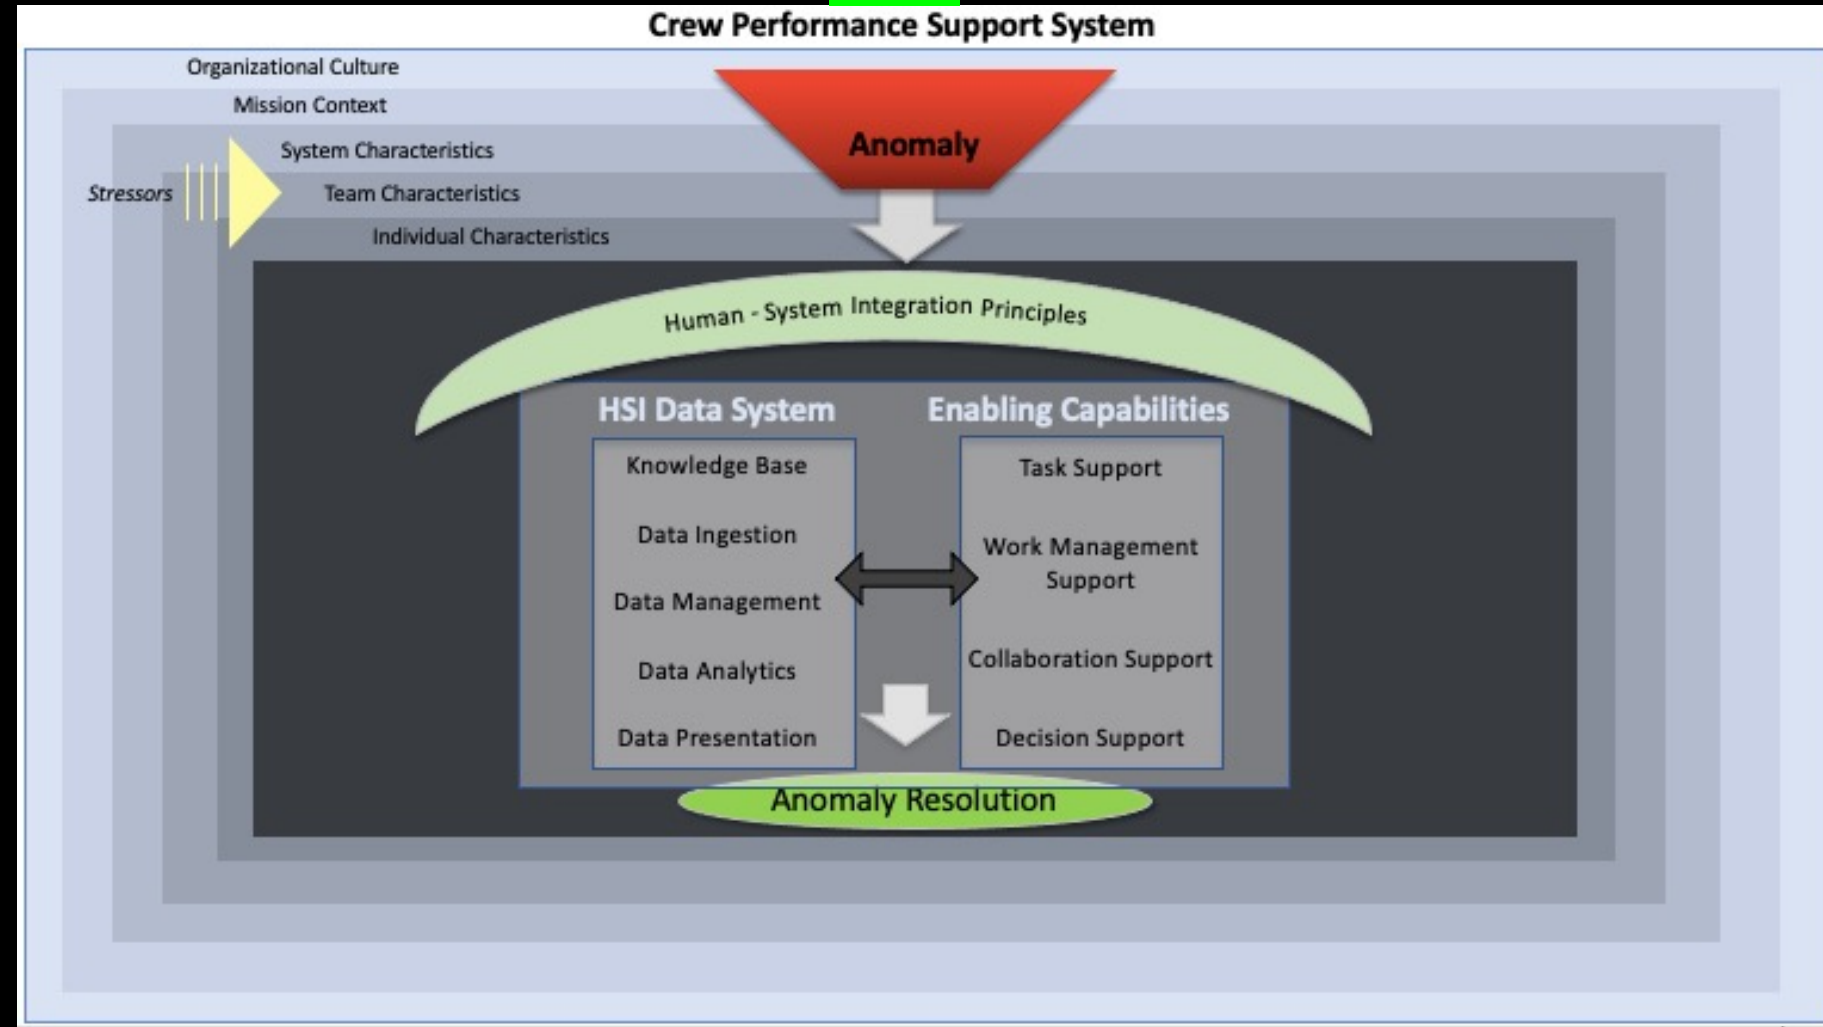 Crew Performance Support System
Organizational Culture
Mission Context
Anomaly
System Characteristics
Stressors
Team Characteristics
Individual Characteristics
Human - System Integration Principles
HSI Data System
Knowledge Base
Data Ingestion
Data Management
Data Analytics
Data Presentation
Enabling Capabilities
Task Support
Work Management
Support
Collaboration Support
Decision Support
Anomaly Resolution